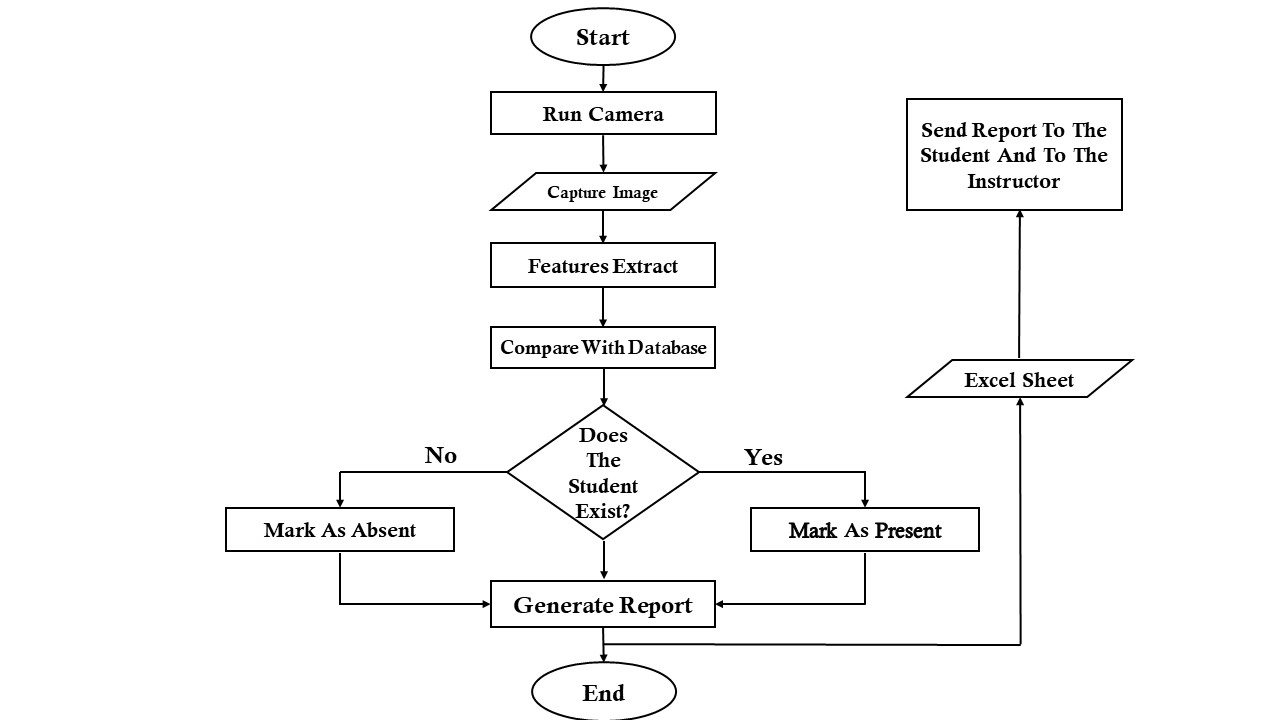 Start
Run Camera
Capture Image
Features Extract
Compare With Database
Does
The
Student
Exist?
No
Yes
Mark As Absent
Mark As Present
Generate Report
End
Excel Sheet
Send Report To The
Student And To The
Instructor